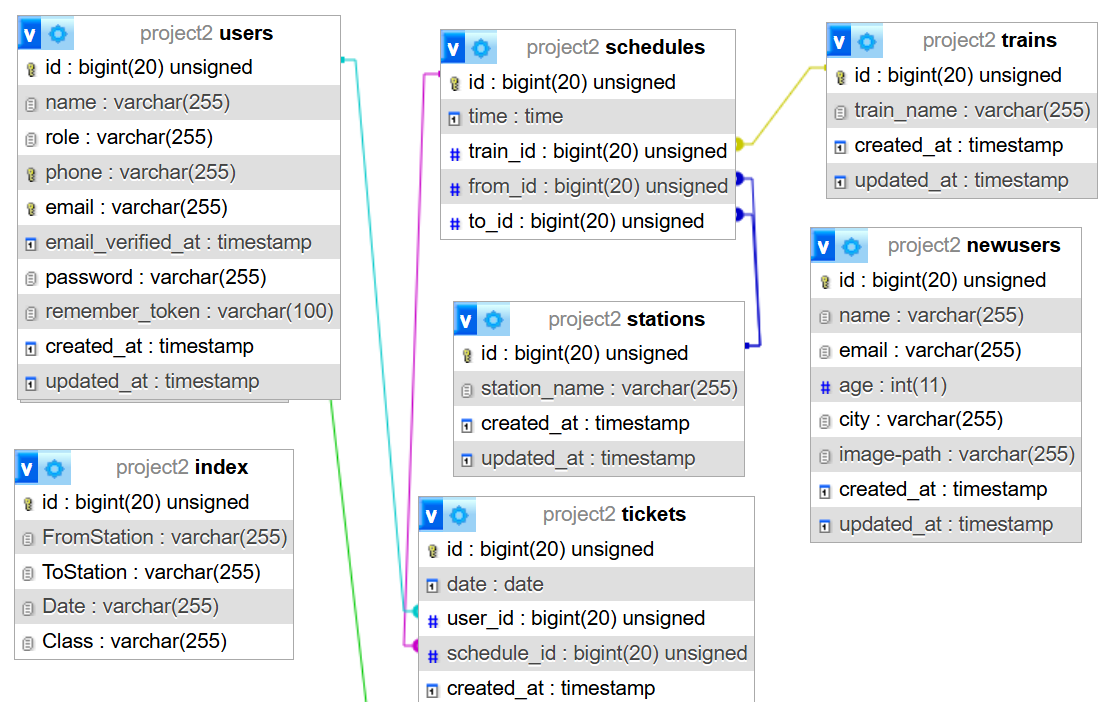 v project2 users
id : bigint(20) unsigned
name : varchar(255)
role : varchar(255)
phone : varchar(255)
email : varchar(255)
email_verified_at : timestamp
password : varchar(255)
remember_token : varchar(100)
created_at : timestamp
updated_at : timestamp
v project2 index
id : bigint(20) unsigned
FromStation : varchar(255)
ToStation : varchar(255)
Date : varchar(255)
Class : varchar(255)
v project2 schedules
id : bigint(20) unsigned
1 time : time
# train_id : bigint(20) unsigned
# from_id : bigint(20) unsigned
# to_id : bigint(20) unsigned
v project2 stations
id : bigint(20) unsigned
station_name : varchar(255)
created_at : timestamp
updated_at : timestamp
v project2 tickets
id : bigint(20) unsigned
date : date
# user_id : bigint(20) unsigned
# schedule_id : bigint(20) unsigned
created_at : timestamp
v project2 trains
id : bigint(20) unsigned
train_name : varchar(255)
created_at : timestamp
updated_at : timestamp
v project2 newusers
id : bigint(20) unsigned
name : varchar(255)
email : varchar(255)
# age : int(11)
city : varchar(255)
image-path : varchar(255)
created_at : timestamp
updated_at : timestamp